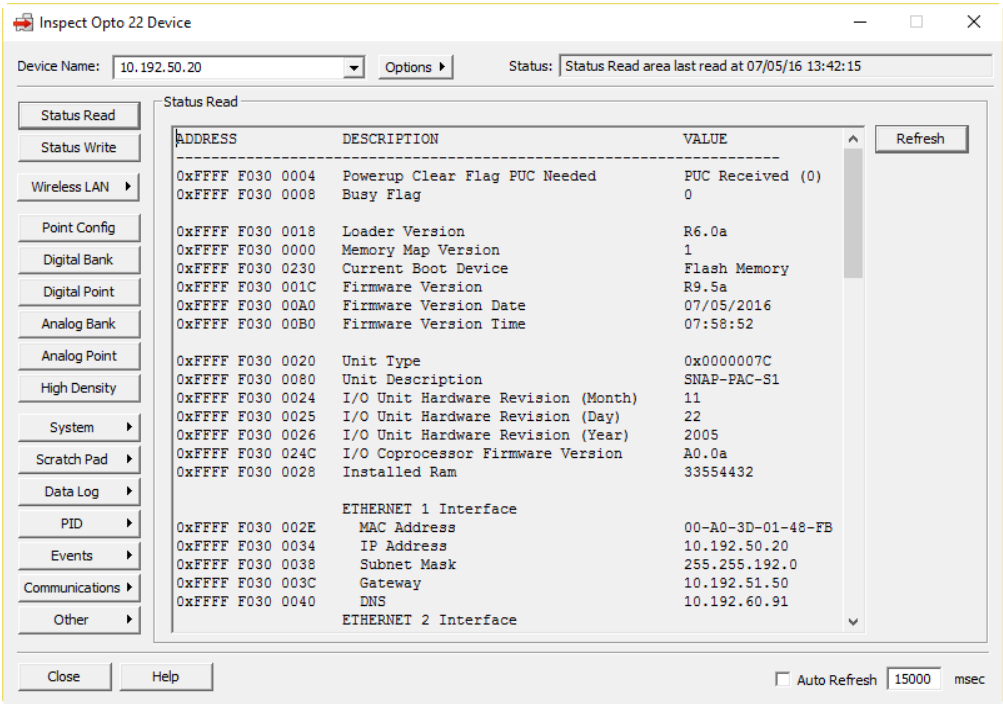 Inspect Opto 22 Device
Device Name: 10.192.50.20 Options Status: Status Read area last read at 07/05/16 13:42:15
Status Read
Status Write
Wireless LAN
Point Config
Digital Bank
Digital Point
Analog Bank
Analog Point
High Density
System
Scratch Pad
Data Log
PID
Events
Communications
Other
Status Read
ADDRESS DESCRIPTION VALUE
----------------------------------------------------------------------
0xFFFF F030 0004 Powerup Clear Flag PUC Needed PUC Received (0)
0xFFFF F030 0008 Busy Flag 0
0xFFFF F030 0018 Loader Version R6.0a
0xFFFF F030 0000 Memory Map Version 1
0xFFFF F030 0230 Current Boot Device Flash Memory
0xFFFF F030 001C Firmware Version R9.5a
0xFFFF F030 00A0 Firmware Version Date 07/05/2016
0xFFFF F030 00B0 Firmware Version Time 07:58:52
0xFFFF F030 0020 Unit Type 0x0000007C
0xFFFF F030 0080 Unit Description SNAP-PAC-S1
0xFFFF F030 0024 I/O Unit Hardware Revision (Month) 11
0xFFFF F030 0025 I/O Unit Hardware Revision (Day) 22
0xFFFF F030 0026 I/O Unit Hardware Revision (Year) 2005
0xFFFF F030 024C I/O Coprocessor Firmware Version A0.0a
0xFFFF F030 0028 Installed Ram 33554432
ETHERNET 1 Interface
0xFFFF F030 002E MAC Address 00-A0-3D-01-48-FB
0xFFFF F030 0034 IP Address 10.192.50.20
0xFFFF F030 0038 Subnet Mask 255.255.192.0
0xFFFF F030 003C Gateway 10.192.51.50
0xFFFF F030 0040 DNS 10.192.60.91
ETHERNET 2 Interface
Refresh
Close Help Auto Refresh 15000 msec